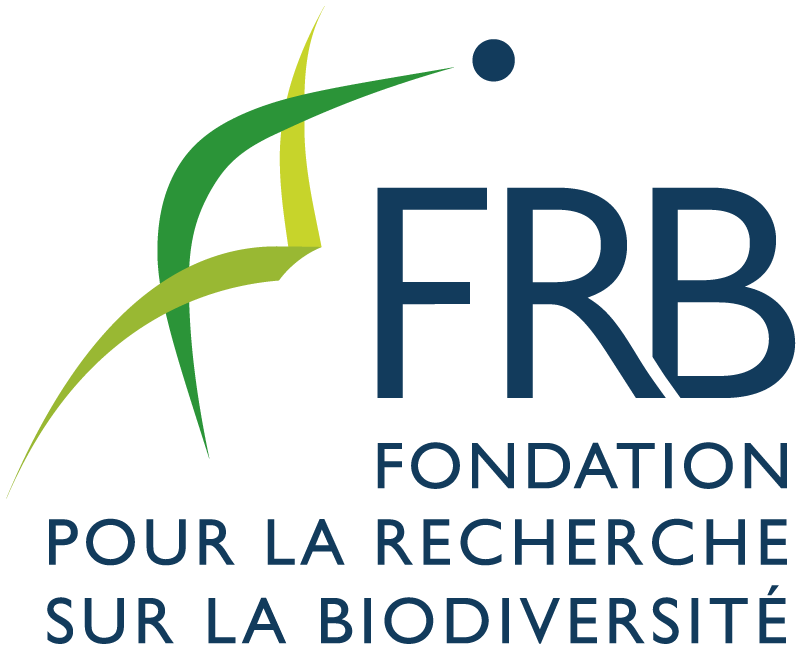 FRB
FONDATION
POUR LA RECHERCHE
SUR LA BIODIVERSITÉ